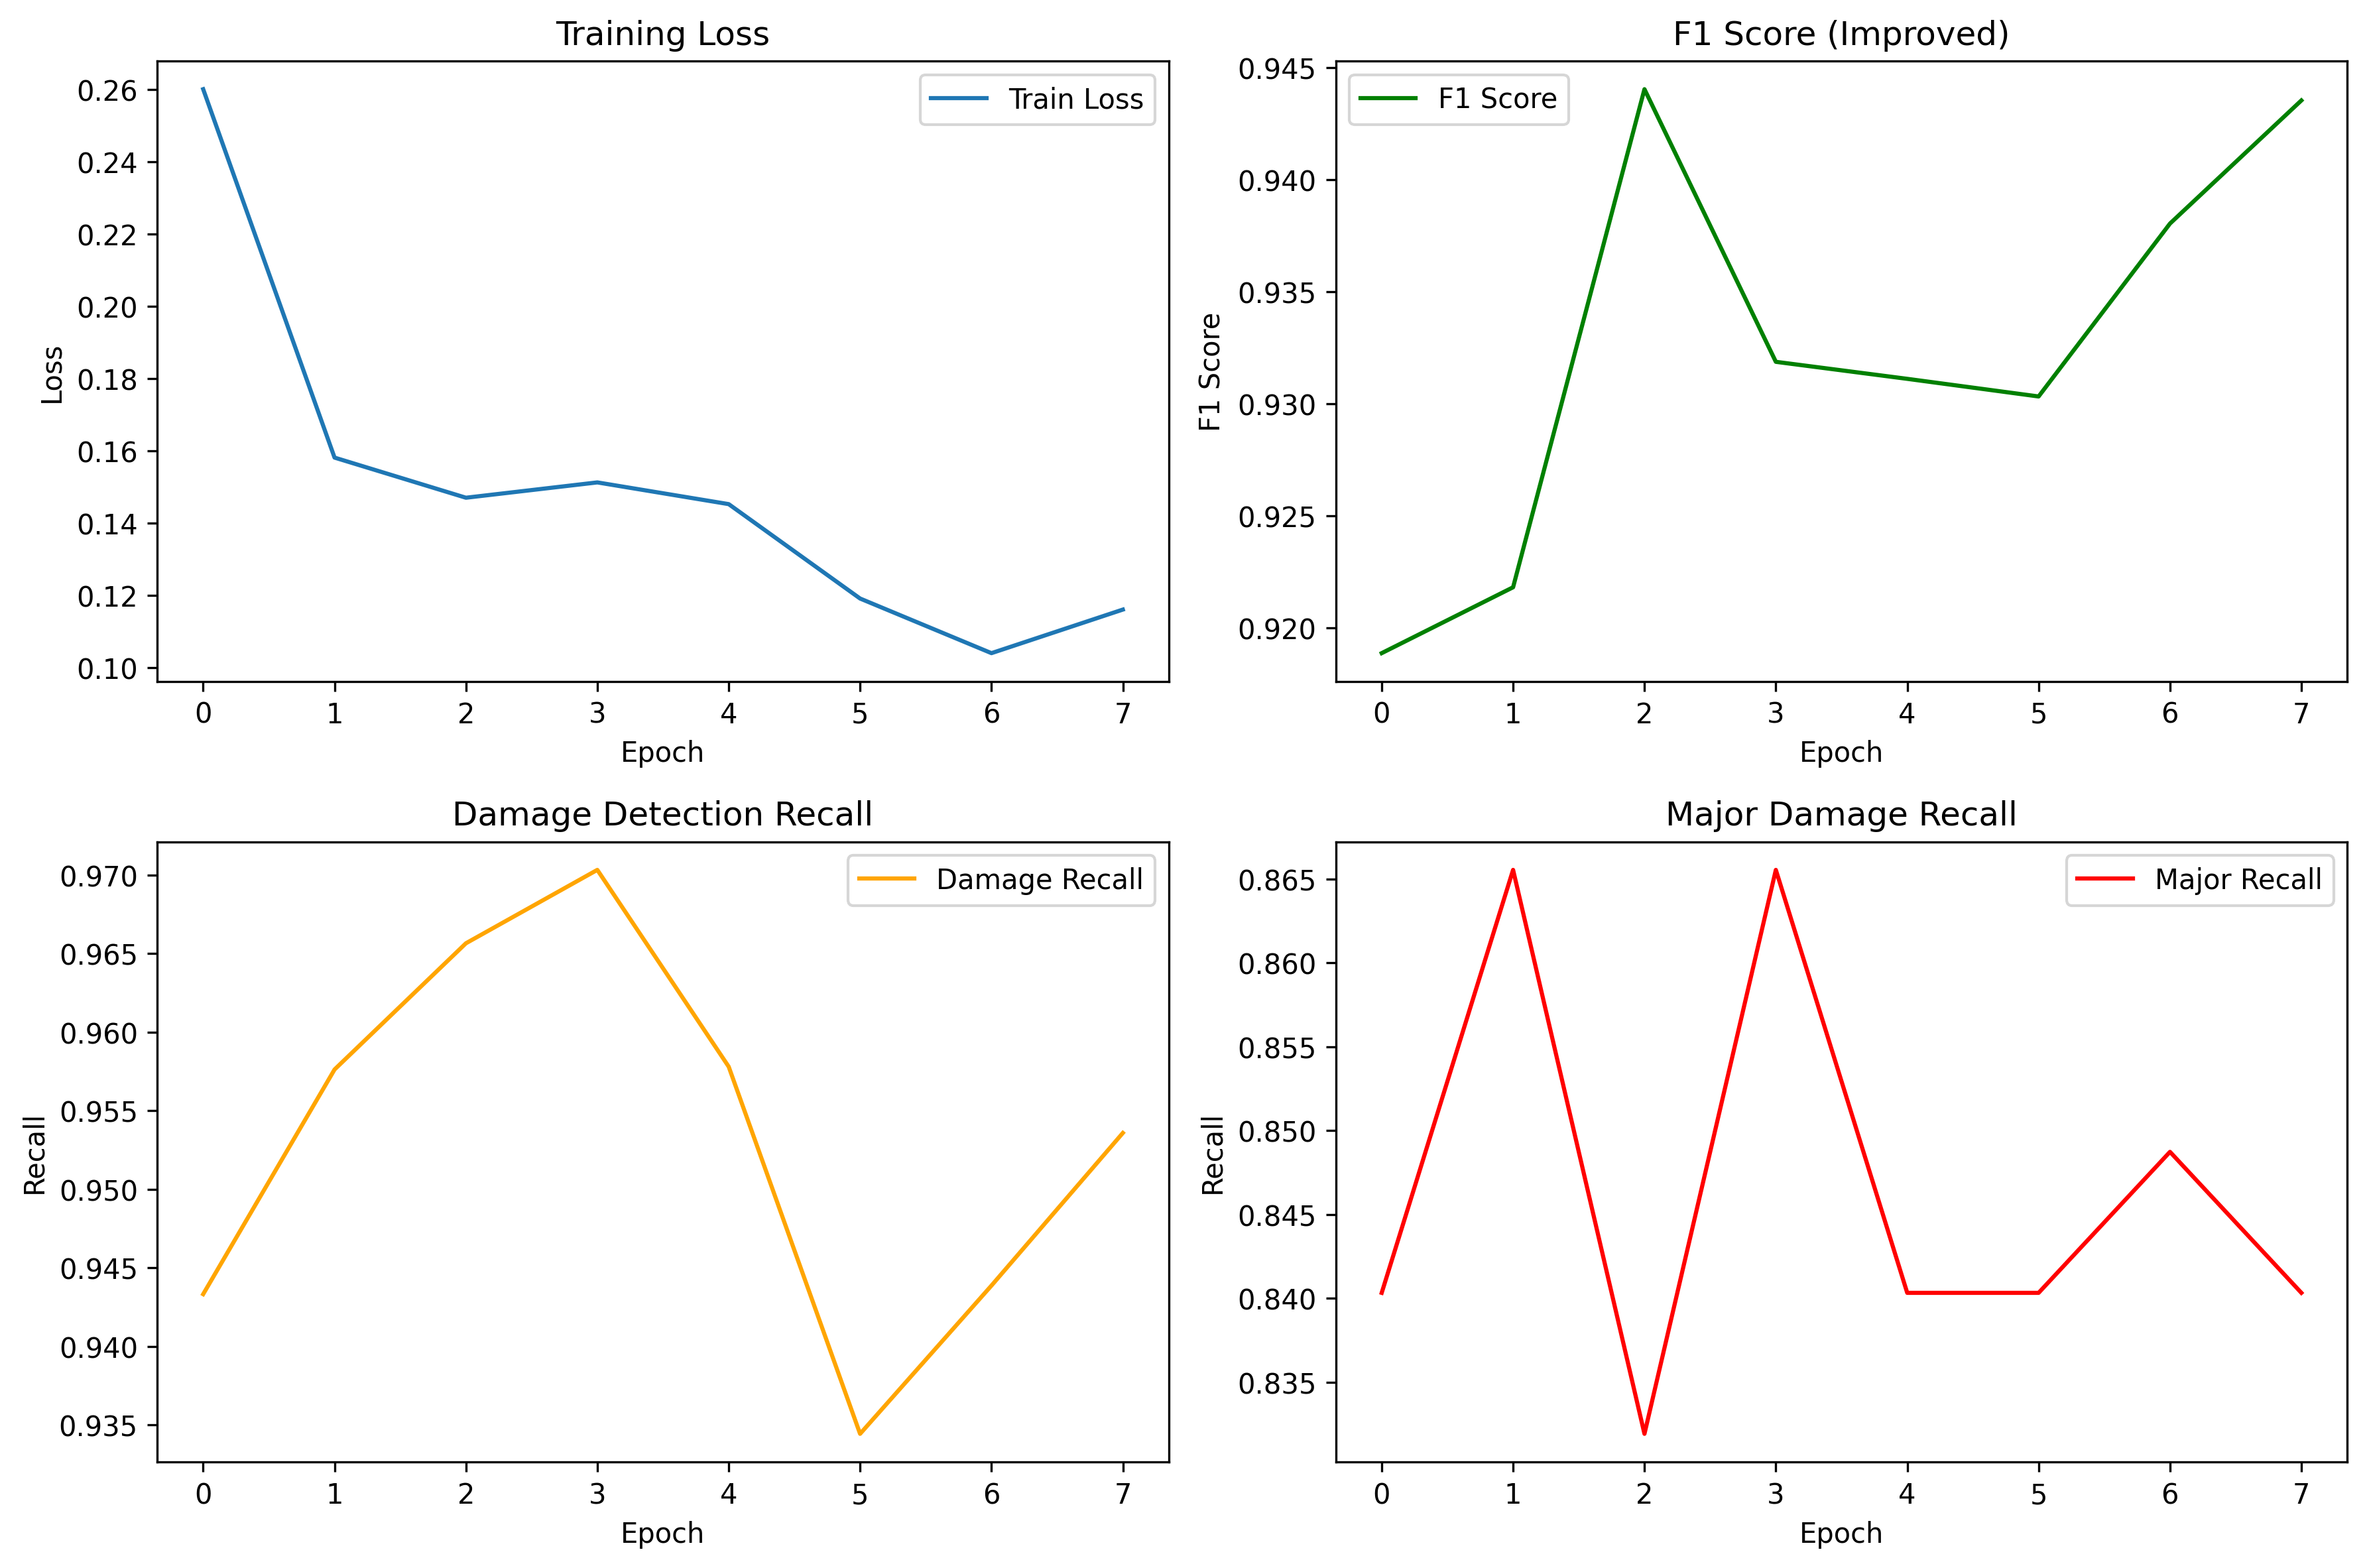 Training Loss
Train Loss
Loss
0.26
0.24
0.22
0.20
0.18
0.16
0.14
0.12
0.10
0 1 2 3 4 5 6 7
Epoch
F1 Score (Improved)
F1 Score
F1 Score
0.945
0.940
0.935
0.930
0.925
0.920
0 1 2 3 4 5 6 7
Epoch
Damage Detection Recall
Damage Recall
Recall
0.970
0.965
0.960
0.955
0.950
0.945
0.940
0.935
0 1 2 3 4 5 6 7
Epoch
Major Damage Recall
Major Recall
Recall
0.865
0.860
0.855
0.850
0.845
0.840
0.835
0 1 2 3 4 5 6 7
Epoch